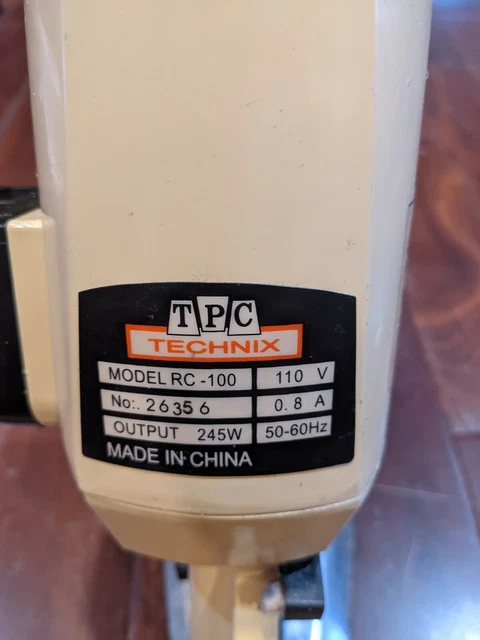 TPC
TECHNIX
MODEL RC-100 110 V
No:. 26356 0.8 A
OUTPUT 245W 50-60Hz
MADE IN CHINA